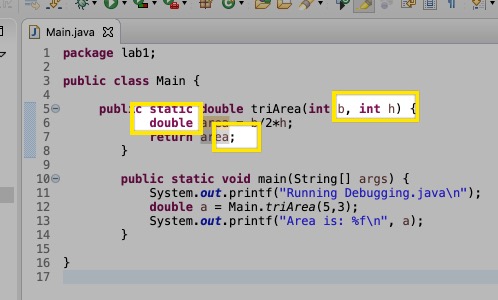 Main.java
1 package lab1;
2
3 public class Main {
4
5 public static double triArea(int b, int h) {
6 double area = b/2*h;
7 return area;
8 }
9
10 public static void main(String[] args) {
11 System.out.printf("Running Debugging.java\n");
12 double a = Main.triArea(5,3);
13 System.out.printf("Area is: %f\n", a);
14 }
15
16 }
17